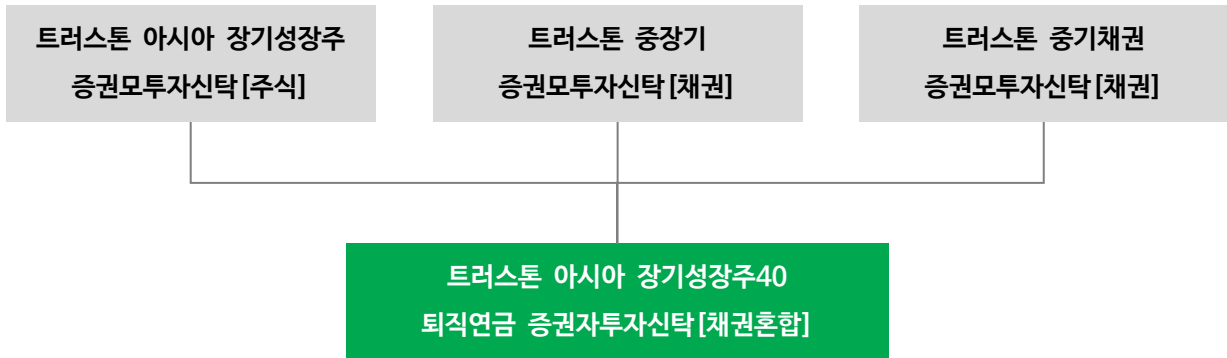 트러스톤 아시아 장기성장주
증권모투자신탁[주식]
트러스톤 중장기
증권모투자신탁[채권]
트러스톤 중기채권
증권모투자신탁[채권]
트러스톤 아시아 장기성장주40
퇴직연금 증권자투자신탁[채권혼합]